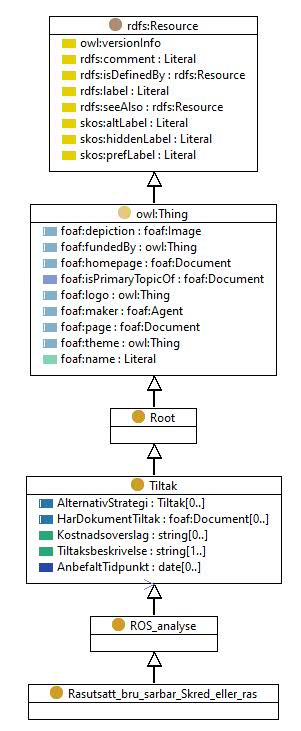 rdfs:Resource
owl:versionInfo
rdfs:comment : Literal
rdfs:isDefinedBy : rdfs:Resource
rdfs:label : Literal
rdfs:seeAlso : rdfs:Resource
skos:altLabel : Literal
skos:hiddenLabel : Literal
skos:prefLabel : Literal
owl:Thing
foaf:depiction : foaf:Image
foaf:fundedBy : owl:Thing
foaf:homepage : foaf:Document
foaf:isPrimaryTopicOf : foaf:Document
foaf:logo : owl:Thing
foaf:maker : foaf:Agent
foaf:page : foaf:Document
foaf:theme : owl:Thing
foaf:name : Literal
Root
Tiltak
AlternativStrategi : Tiltak[0..]
HarDokumentTiltak : foaf:Document[0..]
Kostnadsoverslag : string[0..]
Tiltaksbeskrivelse : string[1..]
AnbefaltTidpunkt : date[0..]
ROS_analyse
Rasutsatt_bru_sarbar_Skred_eller_ras